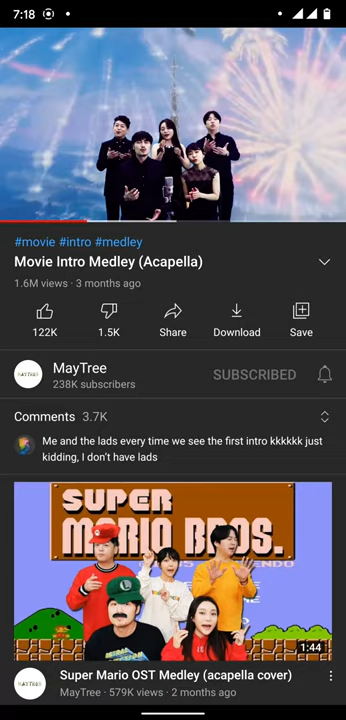 7:18
#movie #intro #medley
Movie Intro Medley (Acapella)
1.6M views · 3 months ago
122K
1.5K
Share
Download
Save
MAYTREE
MayTree
238K subscribers
SUBSCRIBED
Comments 3.7K
Me and the lads every time we see the first intro kkkkkk just
kidding, I don't have lads
SUPER
MARIO BROS.
NINTENDO
1:44
MAYTREE
Super Mario OST Medley (acapella cover)
MayTree · 579K views · 2 months ago